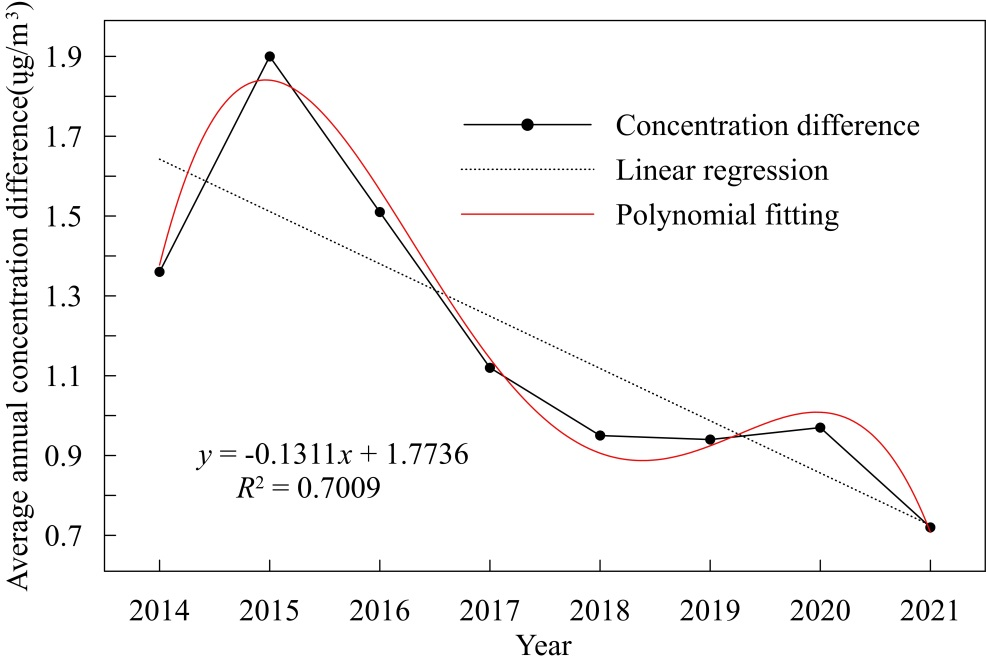 Average annual concentration difference(ųg/m³)
1.9
1.7
1.5
1.3
1.1
0.9
0.7
Concentration difference
Linear regression
Polynomial fitting
y = -0.1311x + 1.7736
R² = 0.7009
2014 2015 2016 2017 2018 2019 2020 2021
Year